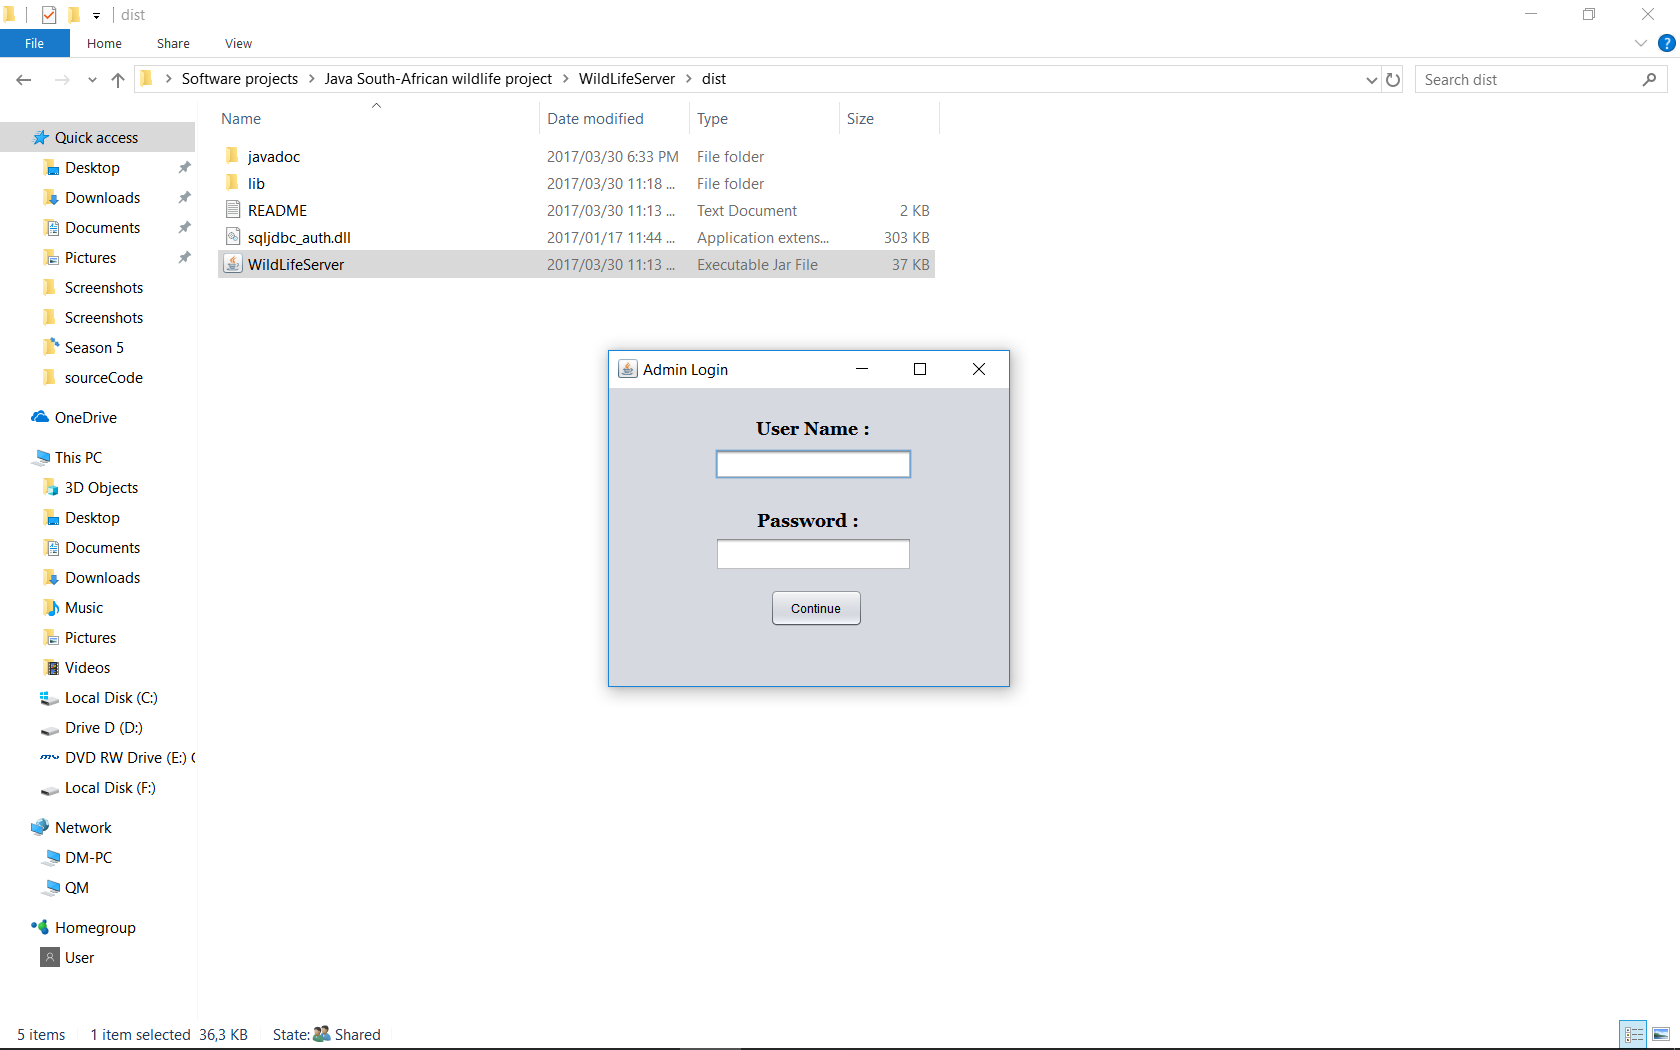 dist
File Home Share View
Software projects Java South-African wildlife project WildLifeServer dist
Search dist
Name Date modified Type Size
javadoc 2017/03/30 6:33 PM File folder
lib 2017/03/30 11:18 ... File folder
README 2017/03/30 11:13 ... Text Document 2 KB
sqljdbc_auth.dll 2017/01/17 11:44 ... Application extens... 303 KB
WildLifeServer 2017/03/30 11:13 ... Executable Jar File 37 KB
Quick access
Desktop
Downloads
Documents
Pictures
Screenshots
Screenshots
Season 5
sourceCode
OneDrive
This PC
3D Objects
Desktop
Documents
Downloads
Music
Pictures
Videos
Local Disk (C:)
Drive D (D:)
DVD RW Drive (E:)
Local Disk (F:)
Network
DM-PC
QM
Homegroup
User
Admin Login
User Name :
Password :
Continue
5 items 1 item selected 36,3 KB State: Shared